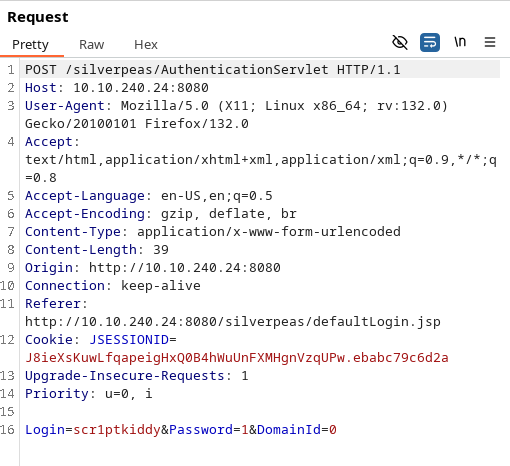 Request
Pretty Raw Hex
\n
1 POST /silverpeas/AuthenticationServlet HTTP/1.1
2 Host: 10.10.240.24:8080
3 User-Agent: Mozilla/5.0 (X11; Linux x86_64; rv:132.0)
Gecko/20100101 Firefox/132.0
4 Accept:
text/html,application/xhtml+xml,application/xml;q=0.9,*/*;q
=0.8
5 Accept-Language: en-US,en;q=0.5
6 Accept-Encoding: gzip, deflate, br
7 Content-Type: application/x-www-form-urlencoded
8 Content-Length: 39
9 Origin: http://10.10.240.24:8080
10 Connection: keep-alive
11 Referer:
http://10.10.240.24:8080/silverpeas/defaultLogin.jsp
12 Cookie: JSESSIONID=
J8ieXsKuwLfqapeigHxQ0B4hWuUnFXMHgnVzqUPw.ebabc79c6d2a
13 Upgrade-Insecure-Requests: 1
14 Priority: u=0, i
15
16 Login=scr1ptkiddy&Password=1&DomainId=0